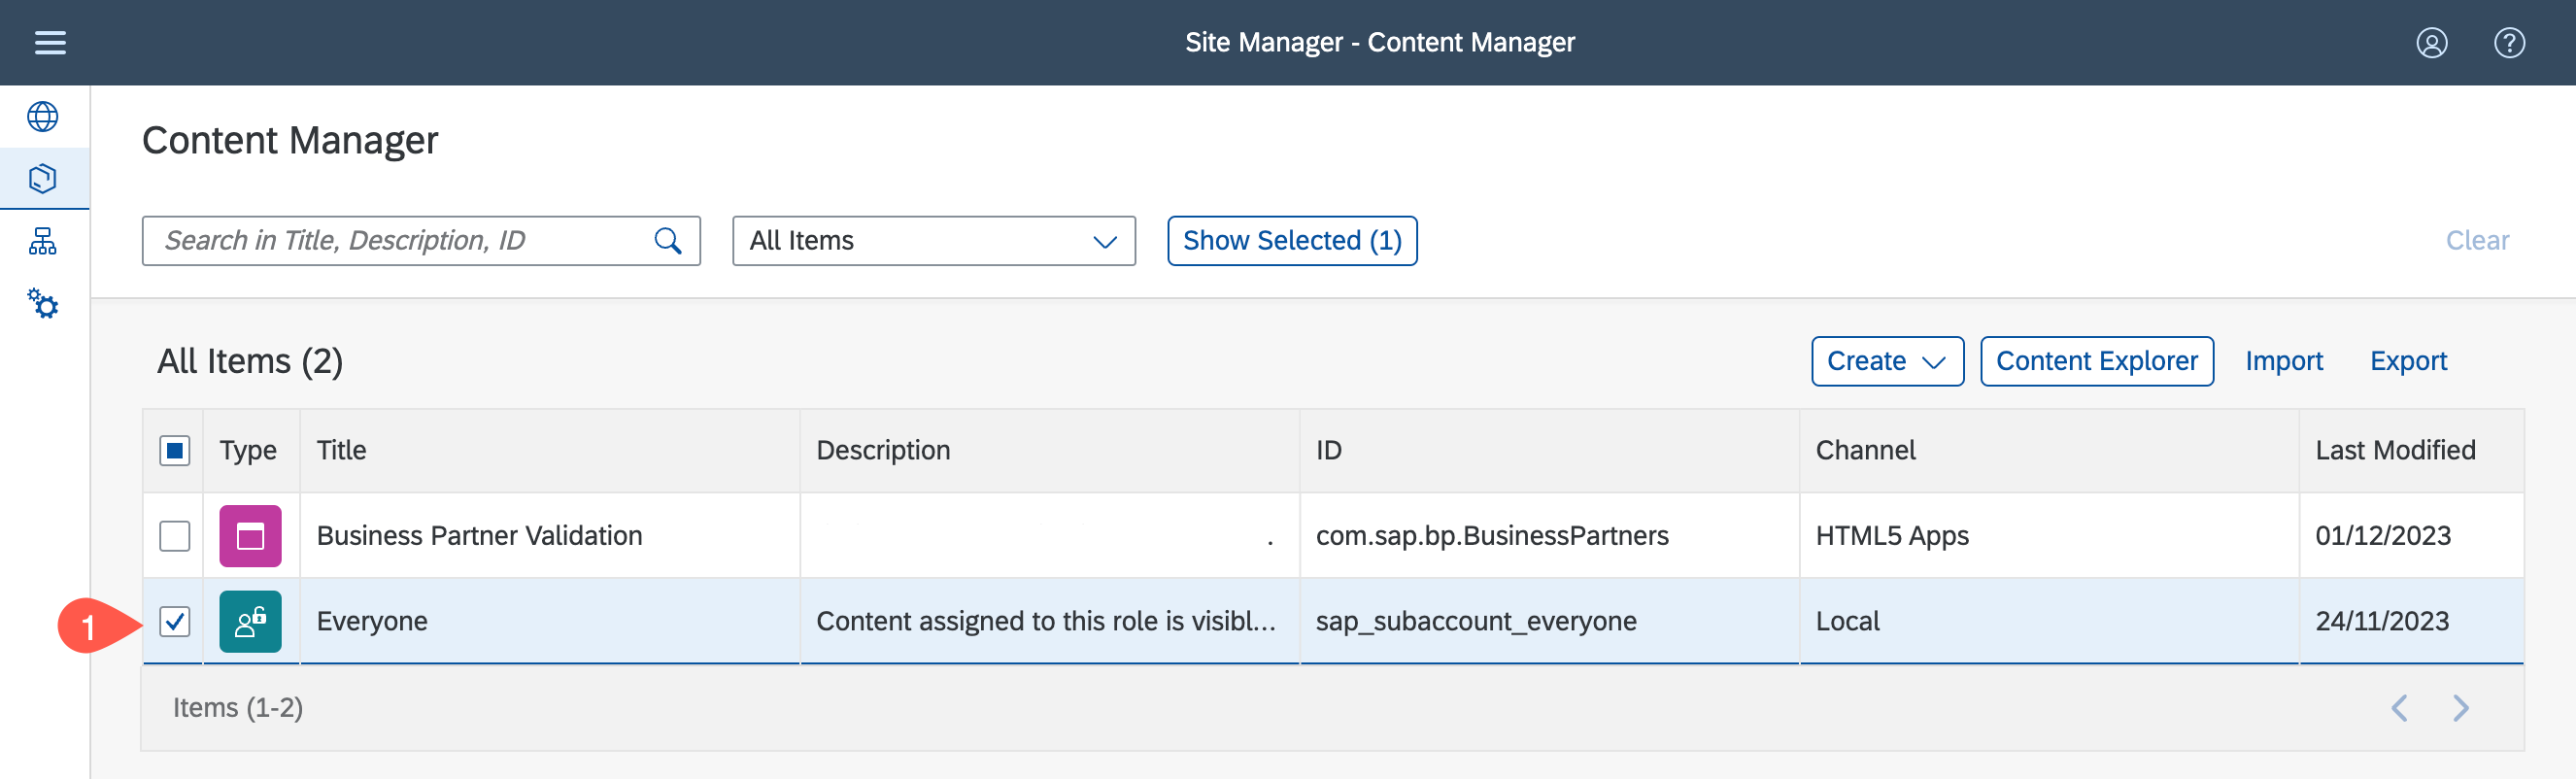 Site Manager - Content Manager
Content Manager
Search in Title, Description, ID
All Items
Show Selected (1)
Clear
All Items (2)
Create
Content Explorer
Import
Export
Type Title Description ID Channel Last Modified
Business Partner Validation . com.sap.bp.BusinessPartners HTML5 Apps 01/12/2023
1 Everyone Content assigned to this role is visibl... sap_subaccount_everyone Local 24/11/2023
Items (1-2)